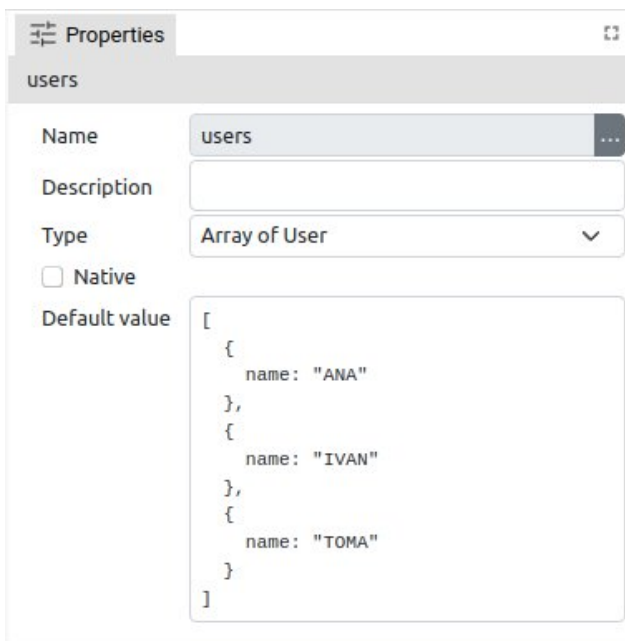 Properties
users
Name users ...
Description
Type Array of User
Native
Default value [
  {
    name: "ANA"
  },
  {
    name: "IVAN"
  },
  {
    name: "TOMA"
  }
]